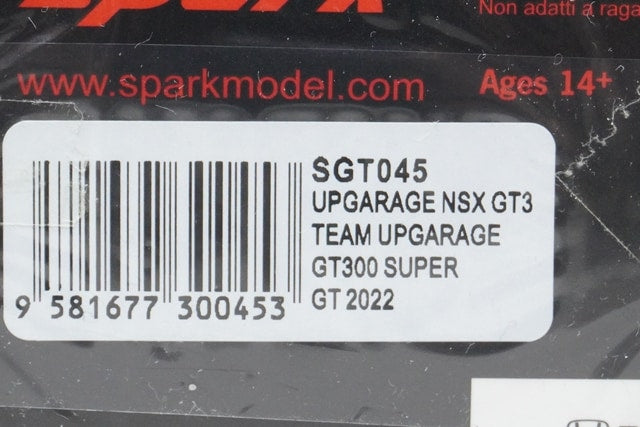 spark
Non adatti a raga
www.sparkmodel.com
Ages 14+
SGT045
UPGARAGE NSX GT3
TEAM UPGARAGE
GT300 SUPER
GT 2022
9 581677 300453